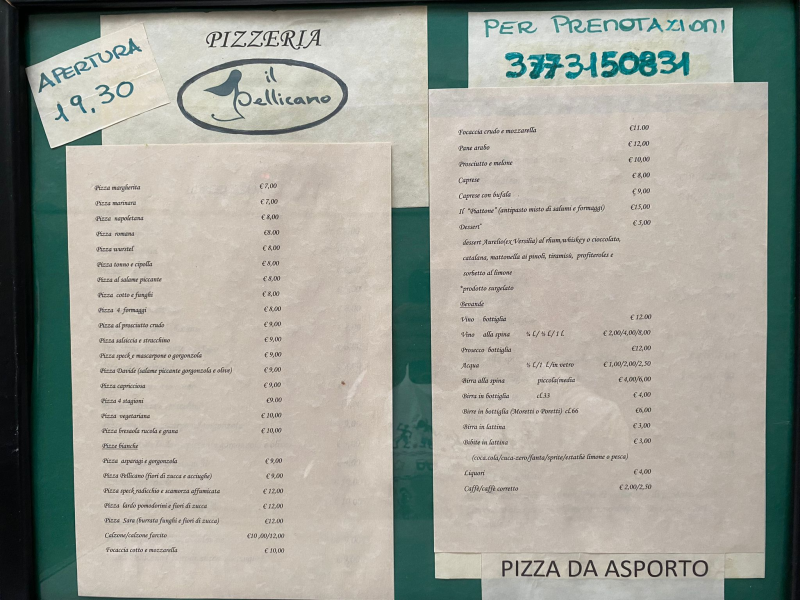 PIZZERIA
il
Pellicano
APERTURA
19,30
PER PRENOTAZIONI
3773150831
Pizza margherita € 7,00
Pizza marinara € 7,00
Pizza napoletana € 8,00
Pizza romana €8.00
Pizza wurstel € 8,00
Pizza tonno e cipolla € 8,00
Pizza al salame piccante € 8,00
Pizza cotto e funghi € 8,00
Pizza 4 formaggi € 8,00
Pizza al prosciutto crudo € 9,00
Pizza salsiccia e stracchino € 9,00
Pizza speck e mascarpone o gorgonzola € 9,00
Pizza Davide (salame piccante gorgonzola e olive) € 9,00
Pizza capricciosa € 9,00
Pizza 4 stagioni €9.00
Pizza vegetariana € 10,00
Pizza bresaola rucola e grana € 10,00
Pizze bianche
Pizza asparagi e gorgonzola € 9,00
Pizza Pellicano (fiori di zucca e acciughe) € 9,00
Pizza speck radicchio e scamorza affumicata € 12,00
Pizza lardo pomodorini e fiori di zucca € 12,00
Pizza Sara (burrata funghi e fiori di zucca) €12.00
Calzone/calzone farcito €10 ,00/12,00
Focaccia cotto e mozzarella € 10,00
Focaccia crudo e mozzarella €11.00
Pane arabo € 12,00
Prosciutto e melone € 10,00
Caprese € 8,00
Caprese con bufala € 9,00
Il "Piattone" (antipasto misto di salumi e formaggi) €15,00
Dessert* € 5,00
dessert Aurelio(ex Versilia) al rhum,whiskey o cioccolato,
catalana, mattonella ai pinoli, tiramisù, profiteroles e
sorbetto al limone
*prodotto surgelato
Bevande
Vino bottiglia € 12.00
Vino alla spina ¼ l./ ½ l./ 1 l. € 2,00/4,00/8,00
Prosecco bottiglia €12,00
Acqua ½ l./1 l./in vetro € 1,00/2,00/2,50
Birra alla spina piccola/media € 4,00/6,00
Birra in bottiglia cl.33 € 4,00
Birre in bottiglia (Moretti o Poretti) cl.66 €6,00
Birra in lattina € 3,00
Bibite in lattina € 3,00
(coca.cola/coca-zero/fanta/sprite/estathè limone o pesca)
Liquori € 4,00
Caffè/caffè corretto € 2,00/2,50
PIZZA DA ASPORTO